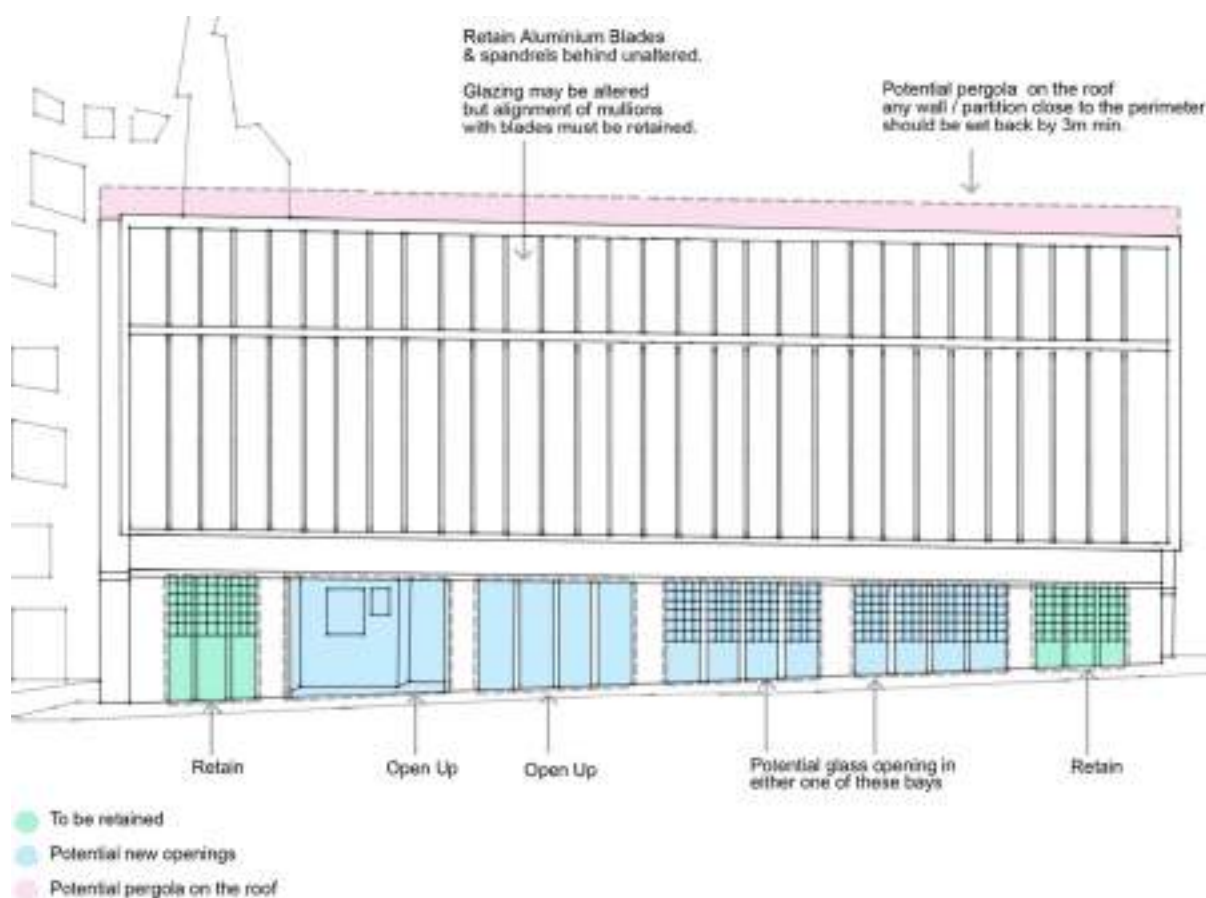 Retain Aluminium Blades
& spandrels behind unaltered.
Glazing may be altered
but alignment of mullions
with blades must be retained.
Potential pergola on the roof
any wall / partition close to the perimeter
should be set back by 3m min.
Retain
Open Up
Open Up
Potential glass opening in
either one of these bays
Retain
To be retained
Potential new openings
Potential pergola on the roof